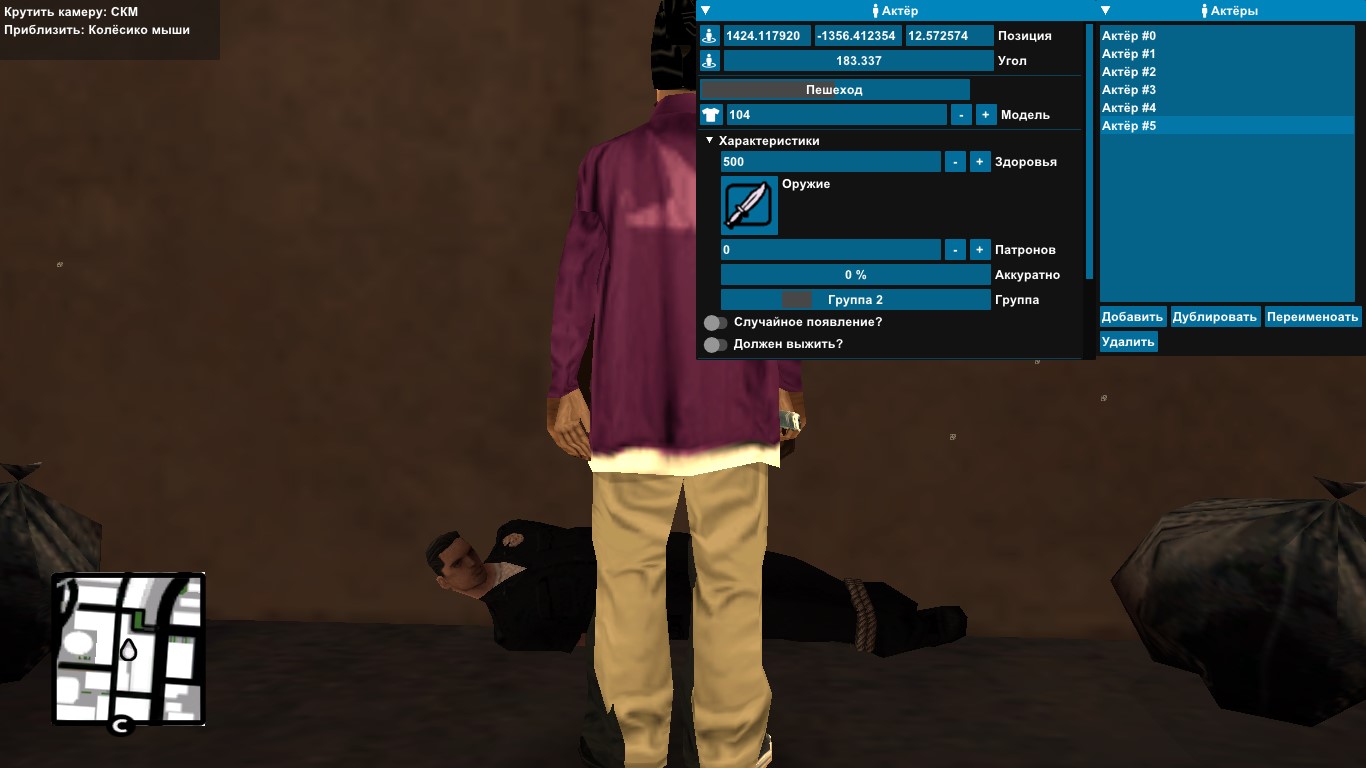 Крутить камеру: СКМ
Приблизить: Колёсико мыши
Актёр
1424.117920 -1356.412354 12.572574 Позиция
183.337 Угол
Пешеход
104 - + Модель
Характеристики
500 - + Здоровья
Оружие
0 - + Патронов
0 % Аккуратно
Группа 2 Группа
Случайное появление?
Должен выжить?
Актёры
Актёр #0
Актёр #1
Актёр #2
Актёр #3
Актёр #4
Актёр #5
Добавить Дублировать Переименоать
Удалить
C